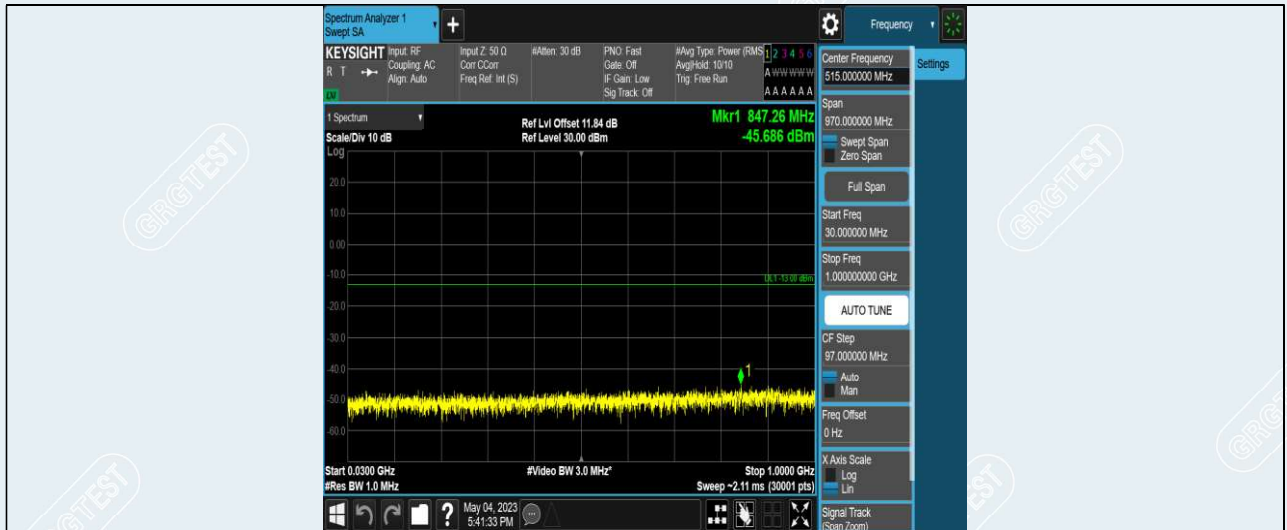 Spectrum Analyzer 1
Swept SA
+
Frequency
KEYSIGHT
R T
Input: RF
Coupling: AC
Align: Auto
Input Z: 50 Ω
Corr CCorr
Freq Ref: Int (S)
#Atten: 30 dB
PNO: Fast
Gate: Off
IF Gain: Low
Sig Track: Off
#Avg Type: Power (RMS
Avg|Hold: 10/10
Trig: Free Run
1 2 3 4 5 6
A W W W W W
A A A A A A
1 Spectrum
Scale/Div 10 dB
Log
Ref Lvl Offset 11.84 dB
Ref Level 30.00 dBm
Mkr1 847.26 MHz
-45.686 dBm
20.0
10.0
0.00
-10.0
DL1 -13.00 dBm
-20.0
-30.0
-40.0
1
-50.0
-60.0
Start 0.0300 GHz
#Res BW 1.0 MHz
#Video BW 3.0 MHz*
Stop 1.0000 GHz
Sweep ~2.11 ms (30001 pts)
?
May 04, 2023
5:41:33 PM
Settings
Center Frequency
515.000000 MHz
Span
970.000000 MHz
Swept Span
Zero Span
Full Span
Start Freq
30.000000 MHz
Stop Freq
1.000000000 GHz
AUTO TUNE
CF Step
97.000000 MHz
Auto
Man
Freq Offset
0 Hz
X Axis Scale
Log
Lin
Signal Track
(Span Zoom)
GRGTEST
GRGTEST
GRGTEST